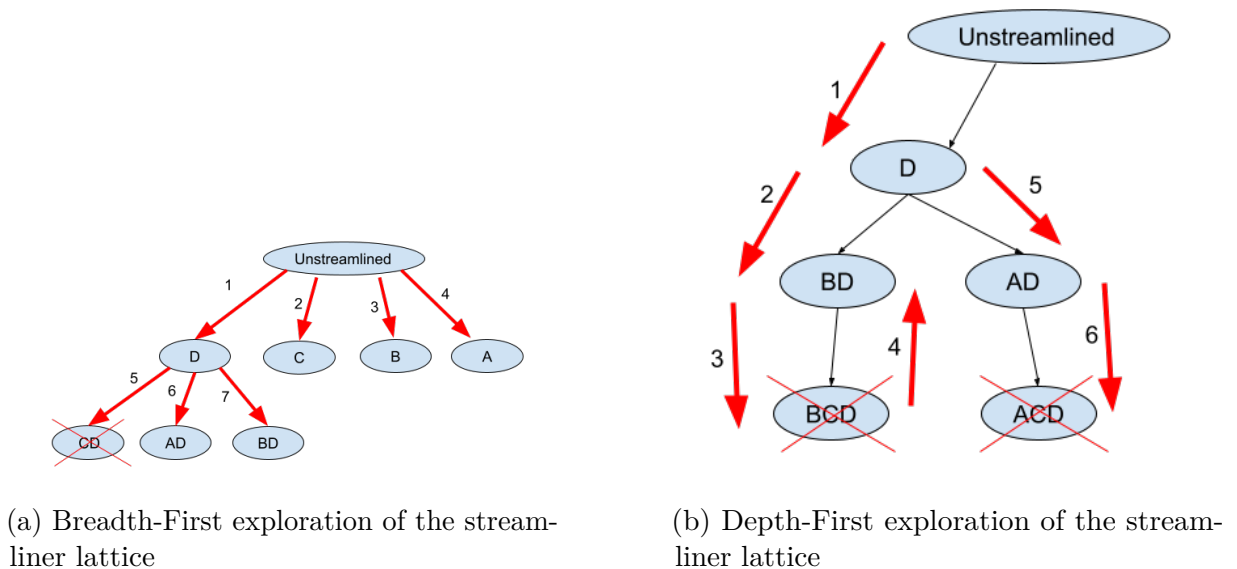 Unstreamlined
1
2
3
4
D
C
B
A
5
6
7
CD
AD
BD
(a) Breadth-First exploration of the stream-
liner lattice
Unstreamlined
1
D
2
5
BD
AD
3
4
6
BCD
ACD
(b) Depth-First exploration of the stream-
liner lattice